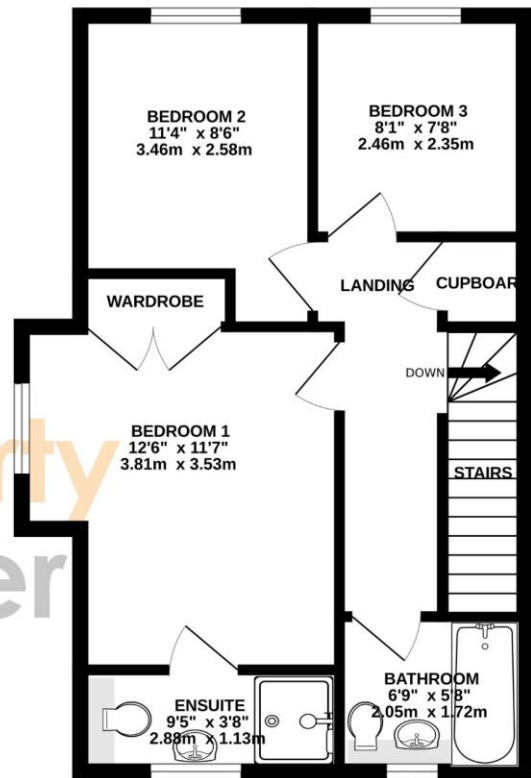 BEDROOM 2
11'4" x 8'6"
3.46m x 2.58m
BEDROOM 3
8'1" x 7'8"
2.46m x 2.35m
LANDING
CUPBOAR
WARDROBE
DOWN
BEDROOM 1
12'6" x 11'7"
3.81m x 3.53m
STAIRS
rty
er
ENSUITE
9'5" x 3'8"
2.88m x 1.13m
BATHROOM
6'9" x 5'8"
2.05m x 1.72m